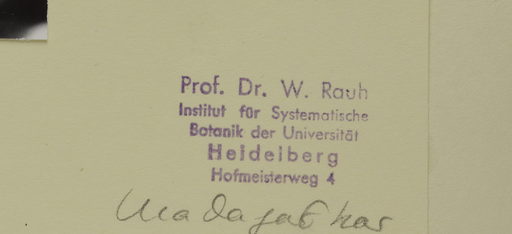 Prof. Dr. W. Rauh
Institut für Systematische
Botanik der Universität
Heidelberg
Hofmeisterweg 4
Madagaskar